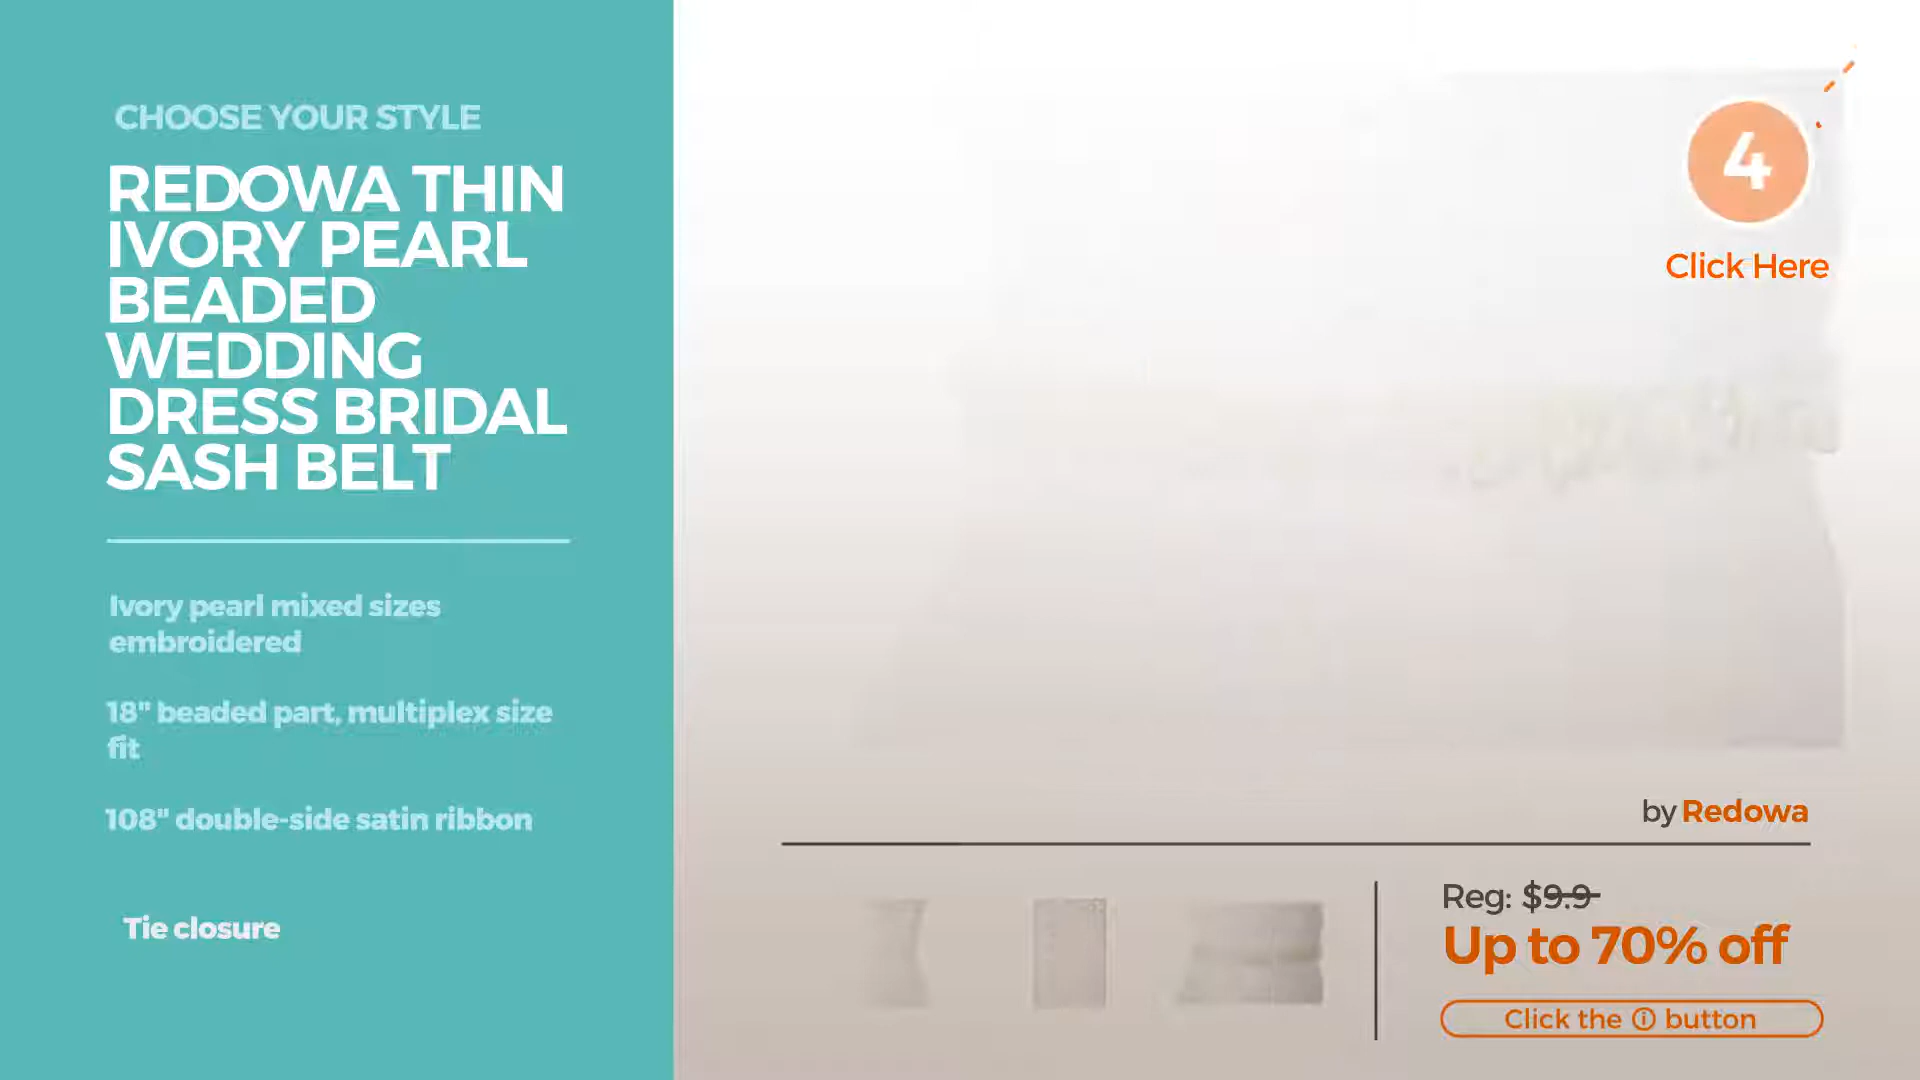 CHOOSE YOUR STYLE
REDOWA THIN
IVORY PEARL
BEADED
WEDDING
DRESS BRIDAL
SASH BELT
Ivory pearl mixed sizes
embroidered
18" beaded part, multiplex size
fit
108" double-side satin ribbon
Tie closure
4
Click Here
by Redowa
Reg: $9.9
Up to 70% off
Click the ⓘ button